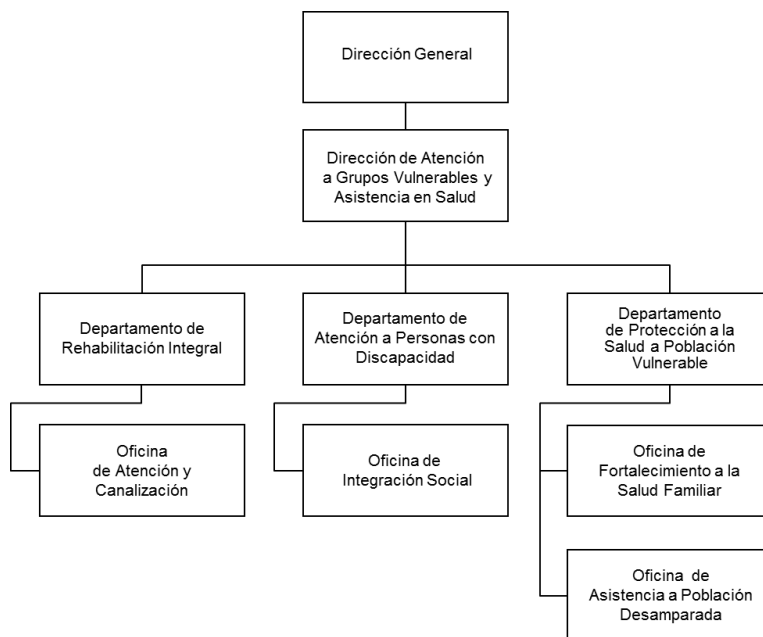 Dirección General
Dirección de Atención
a Grupos Vulnerables y
Asistencia en Salud
Departamento de
Rehabilitación Integral
Departamento de
Atención a Personas con
Discapacidad
Departamento
de Protección a la
Salud a Población
Vulnerable
Oficina
de Atención y
Canalización
Oficina de
Integración Social
Oficina de
Fortalecimiento a la
Salud Familiar
Oficina de
Asistencia a Población
Desamparada